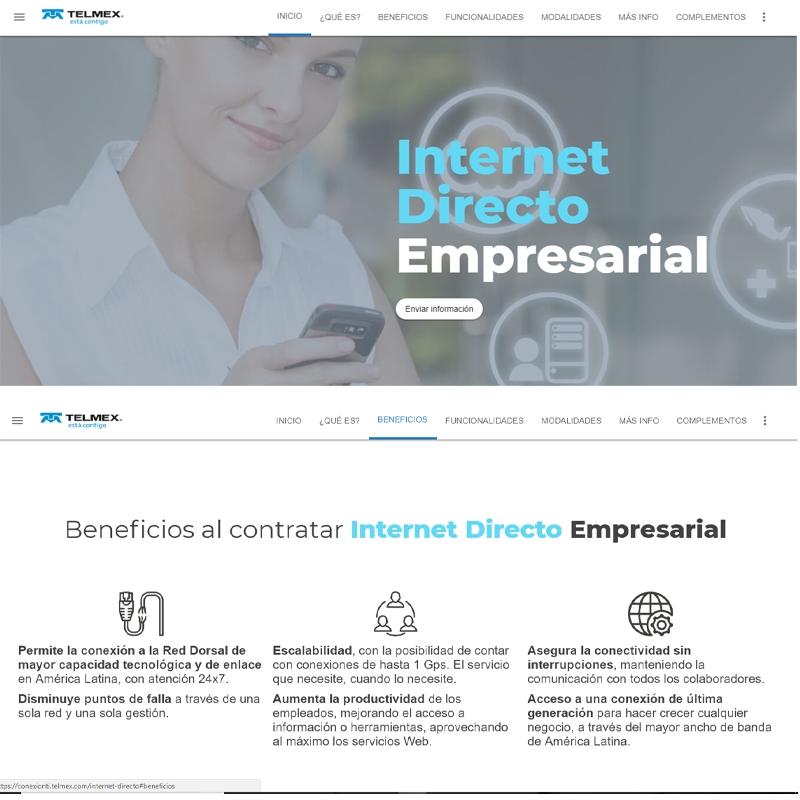 TELMEX
está contigo
INICIO ¿QUÉ ES? BENEFICIOS FUNCIONALIDADES MODALIDADES MÁS INFO COMPLEMENTOS
Internet
Directo
Empresarial
Enviar información
TELMEX
está contigo
INICIO ¿QUÉ ES? BENEFICIOS FUNCIONALIDADES MODALIDADES MÁS INFO COMPLEMENTOS
Beneficios al contratar Internet Directo Empresarial
Permite la conexión a la Red Dorsal de
mayor capacidad tecnológica y de enlace
en América Latina, con atención 24x7.
Disminuye puntos de falla a través de una
sola red y una sola gestión.
Escalabilidad, con la posibilidad de contar
con conexiones de hasta 1 Gps. El servicio
que necesite, cuando lo necesite.
Aumenta la productividad de los
empleados, mejorando el acceso a
información o herramientas, aprovechando
al máximo los servicios Web.
Asegura la conectividad sin
interrupciones, manteniendo la
comunicación con todos los colaboradores.
Acceso a una conexión de última
generación para hacer crecer cualquier
negocio, a través del mayor ancho de banda
de América Latina.
ttps://conexionti.telmex.com/internet-directo#beneficios